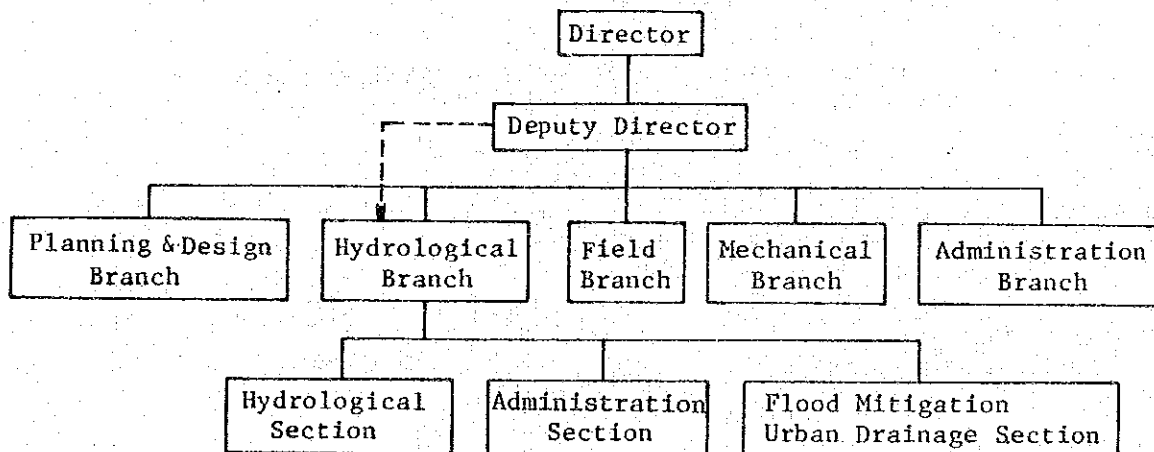 Director
Deputy Director
Planning & Design
Branch
Hydrological
Branch
Field
Branch
Mechanical
Branch
Administration
Branch
Hydrological
Section
Administration
Section
Flood Mitigation
Urban Drainage Section